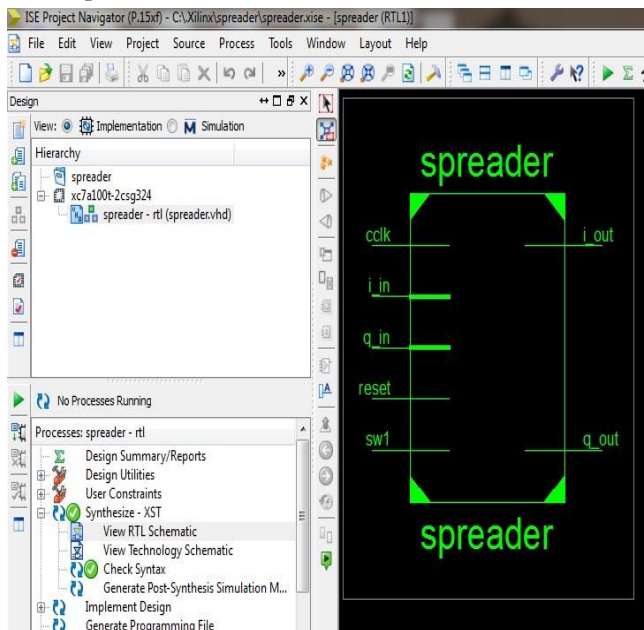 ISE Project Navigator (P.15xf) - C:\.Xilinx\spreader\spreader.xise - [spreader (RTL1)]
File Edit View Project Source Process Tools Window Layout Help
Design
View: Implementation Simulation
Hierarchy
spreader
xc7a100t-2csg324
spreader - rtl (spreader.vhd)
No Processes Running
Processes: spreader - rtl
Design Summary/Reports
Design Utilities
User Constraints
Synthesize - XST
View RTL Schematic
View Technology Schematic
Check Syntax
Generate Post-Synthesis Simulation M...
Implement Design
Generate Programming File
spreader
cclk
i_out
i_in
q_in
reset
sw1
q_out
spreader